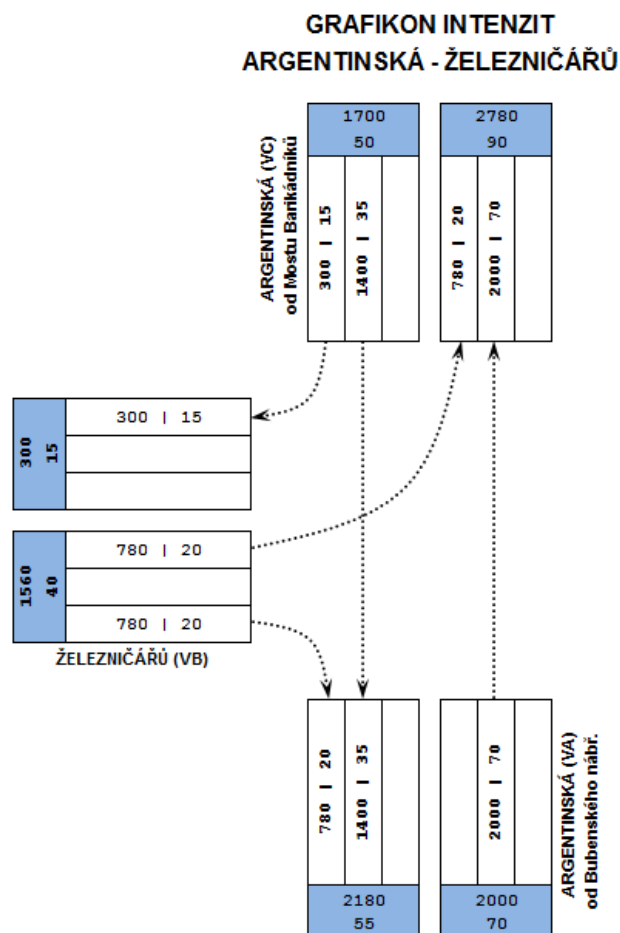 GRAFIKON INTENZIT
ARGENTINSKÁ - ŽELEZNIČÁŘŮ
ARGENTINSKÁ (VC)
od Mostu Barikádníků
1700
50
300 | 15
1400 | 35
2780
90
780 | 20
2000 | 70
300
15
300 | 15
1560
40
780 | 20
780 | 20
ŽELEZNIČÁŘŮ (VB)
780 | 20
1400 | 35
2180
55
2000 | 70
2000
70
ARGENTINSKÁ (VA)
od Bubenského nábř.